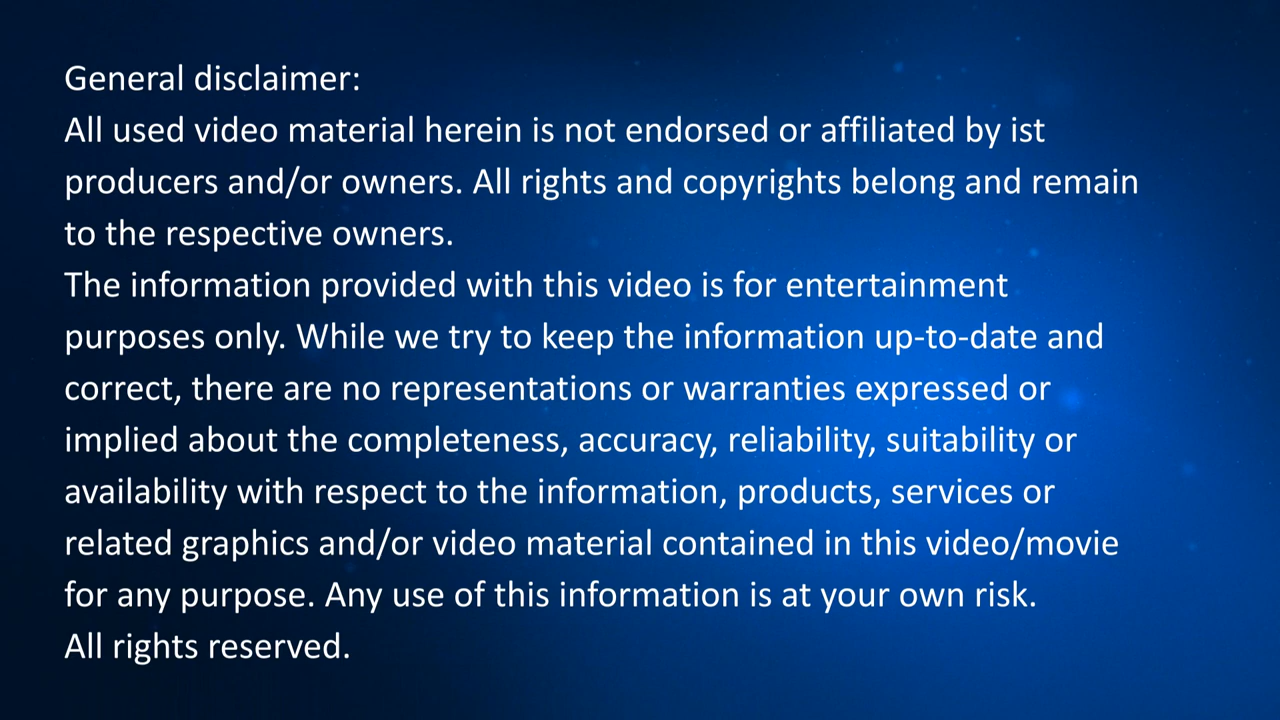 General disclaimer:
All used video material herein is not endorsed or affiliated by ist
producers and/or owners. All rights and copyrights belong and remain
to the respective owners.
The information provided with this video is for entertainment
purposes only. While we try to keep the information up-to-date and
correct, there are no representations or warranties expressed or
implied about the completeness, accuracy, reliability, suitability or
availability with respect to the information, products, services or
related graphics and/or video material contained in this video/movie
for any purpose. Any use of this information is at your own risk.
All rights reserved.